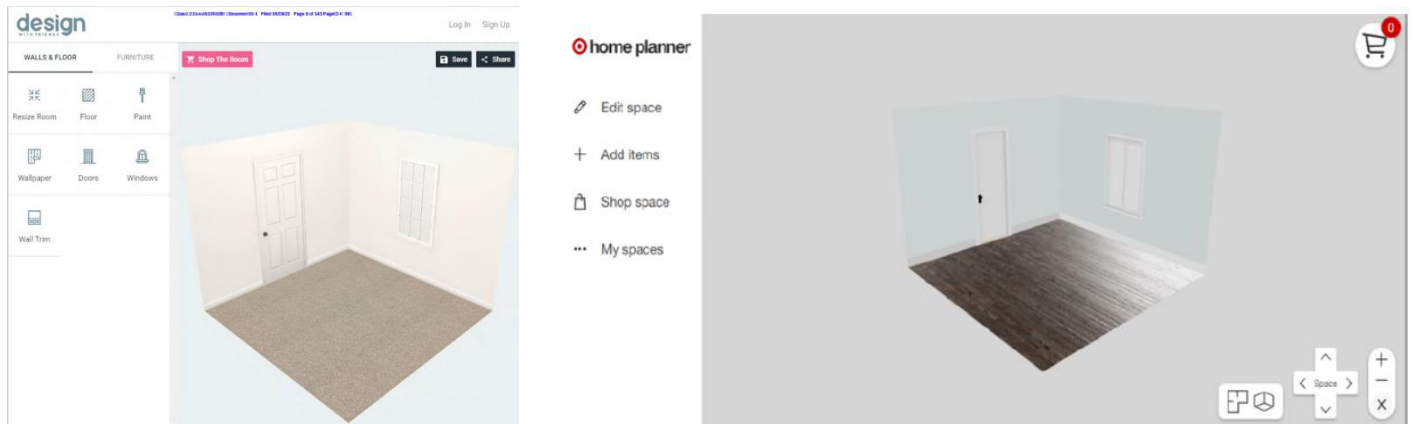 design
WITH FRIENDS
Log In Sign Up
WALLS & FLOOR FURNITURE
Shop The Room
Save Share
Resize Room Floor Paint
Wallpaper Doors Windows
Wall Trim
home planner
Edit space
Add items
Shop space
My spaces
0
Space
X